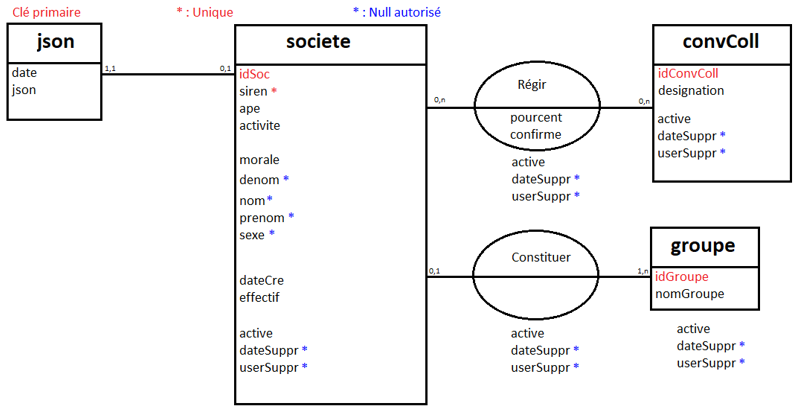 Clé primaire
* : Unique
* : Null autorisé
json
date
json
1,1
0,1
societe
idSoc
siren *
ape
activite
morale
denom *
nom*
prenom *
sexe *
dateCre
effectif
active
dateSuppr *
userSuppr *
0,n
Régir
pourcent
confirme
active
dateSuppr *
userSuppr *
0,n
convColl
idConvColl
designation
active
dateSuppr *
userSuppr *
0,1
Constituer
active
dateSuppr *
userSuppr *
1,n
groupe
idGroupe
nomGroupe
active
dateSuppr *
userSuppr *